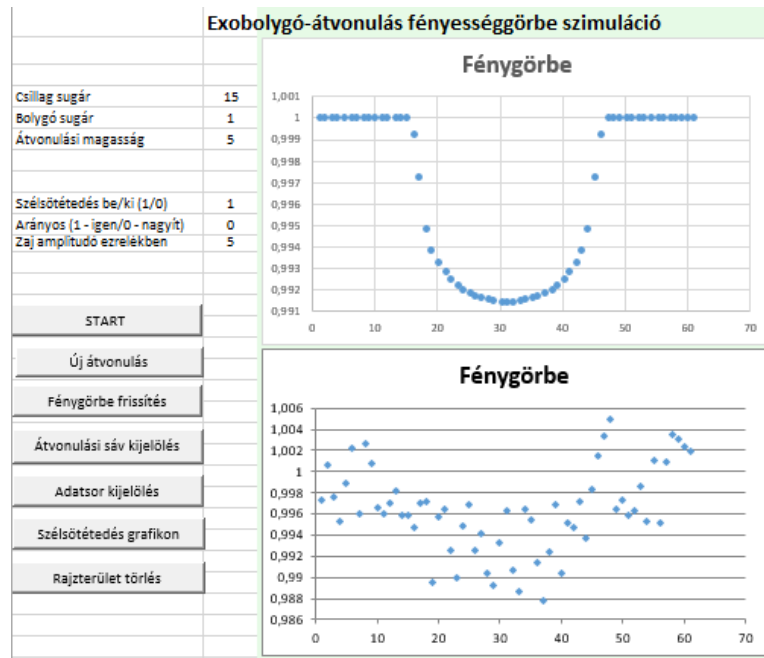 Exobolygó-átvonulás fényességgörbe szimuláció
Csillag sugár 15
Bolygó sugár 1
Átvonulási magasság 5
Szélsötétedés be/ki (1/0) 1
Arányos (1 - igen/0 - nagyít) 0
Zaj amplitudó ezrelékben 5
START
Új átvonulás
Fénygörbe frissítés
Átvonulási sáv kijelölés
Adatsor kijelölés
Szélsötétedés grafikon
Rajzterület törlés
Fénygörbe
1,001
1
0,999
0,998
0,997
0,996
0,995
0,994
0,993
0,992
0,991
0 10 20 30 40 50 60 70
Fénygörbe
1,006
1,004
1,002
1
0,998
0,996
0,994
0,992
0,99
0,988
0,986
0 10 20 30 40 50 60 70